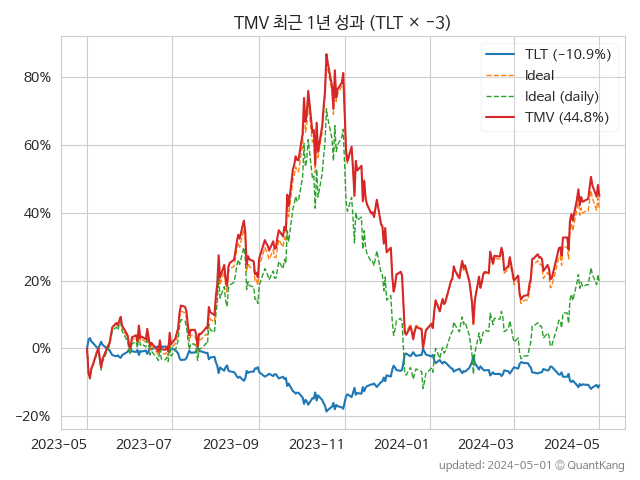 TMV 최근 1년 성과 (TLT × −3)
TLT (−10.9%)
Ideal
Ideal (daily)
TMV (44.8%)
80%
60%
40%
20%
0%
−20%
2023-05
2023-07
2023-09
2023-11
2024-01
2024-03
2024-05
updated: 2024-05-01 © QuantKang